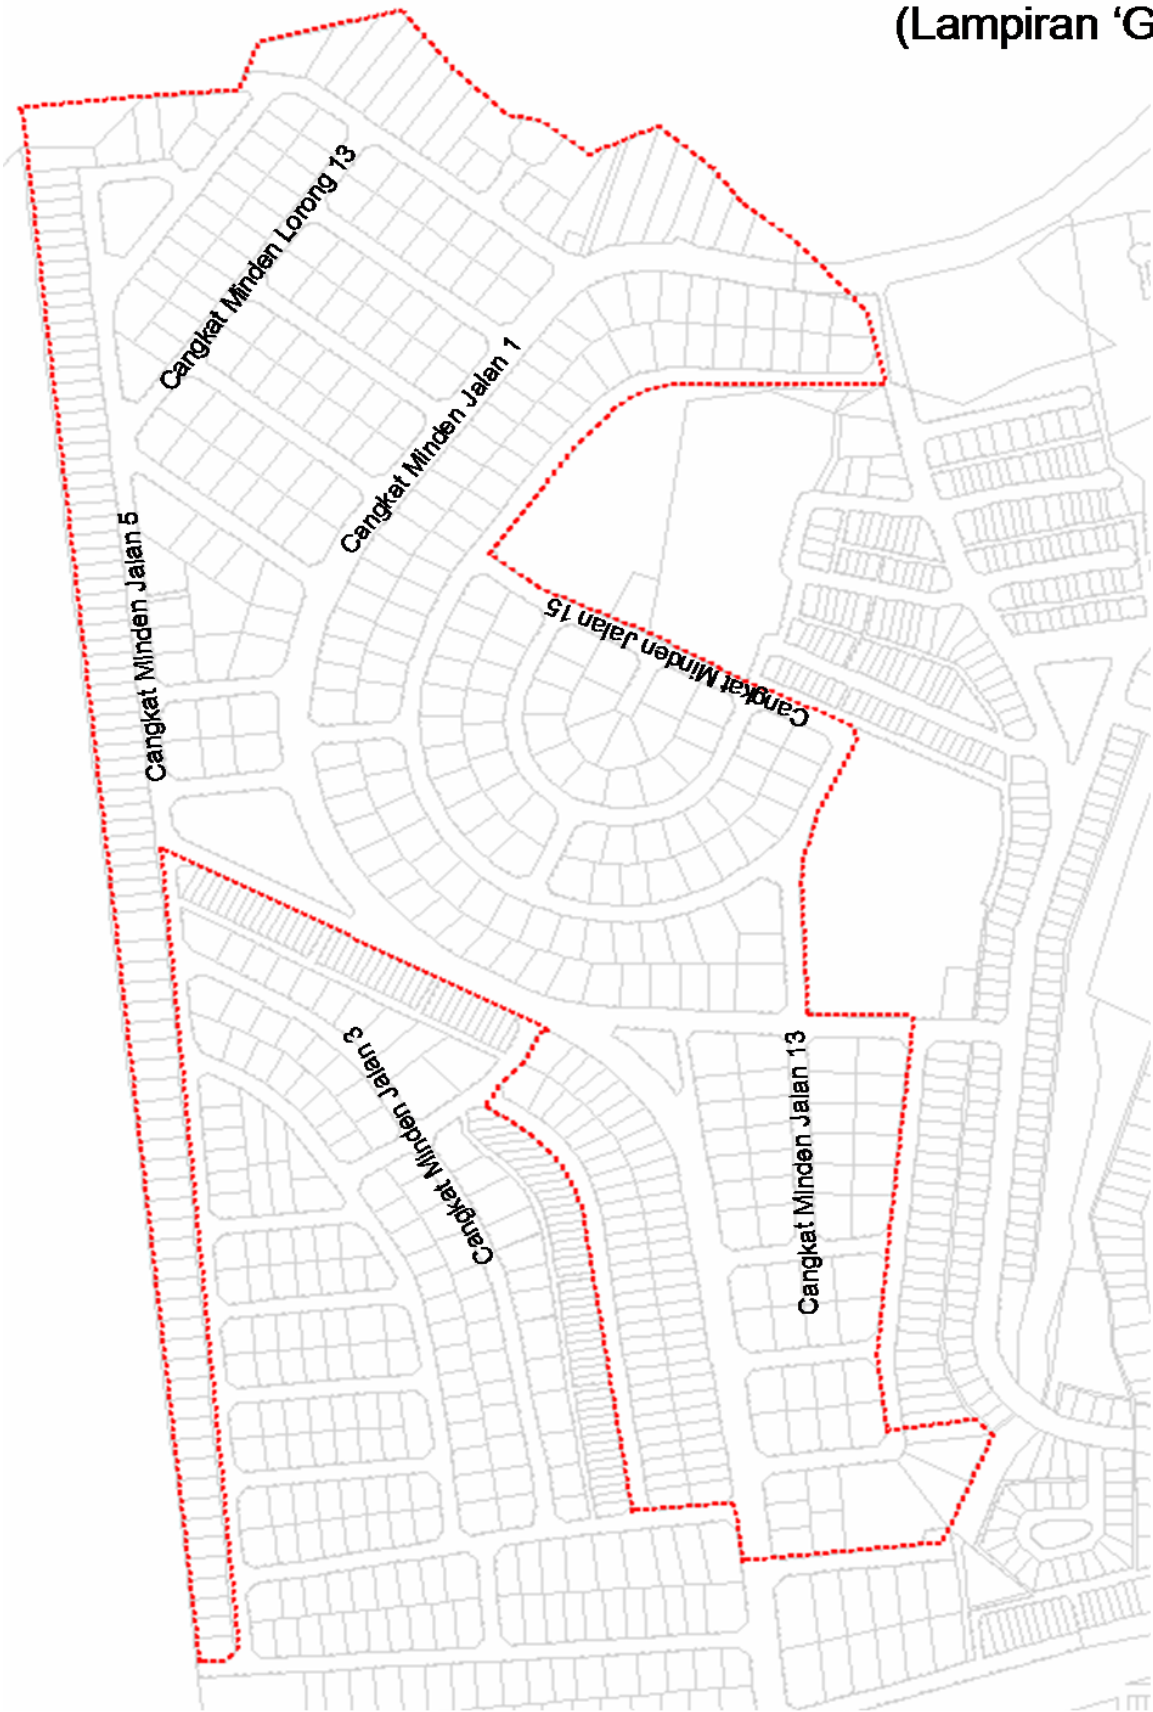 (Lampiran ‘G
Cangkat Minden Lorong 13
Cangkat Minden Jalan 1
Cangkat Minden Jalan 5
Cangkat Minden Jalan 15
Cangkat Minden Jalan 3
Cangkat Minden Jalan 13